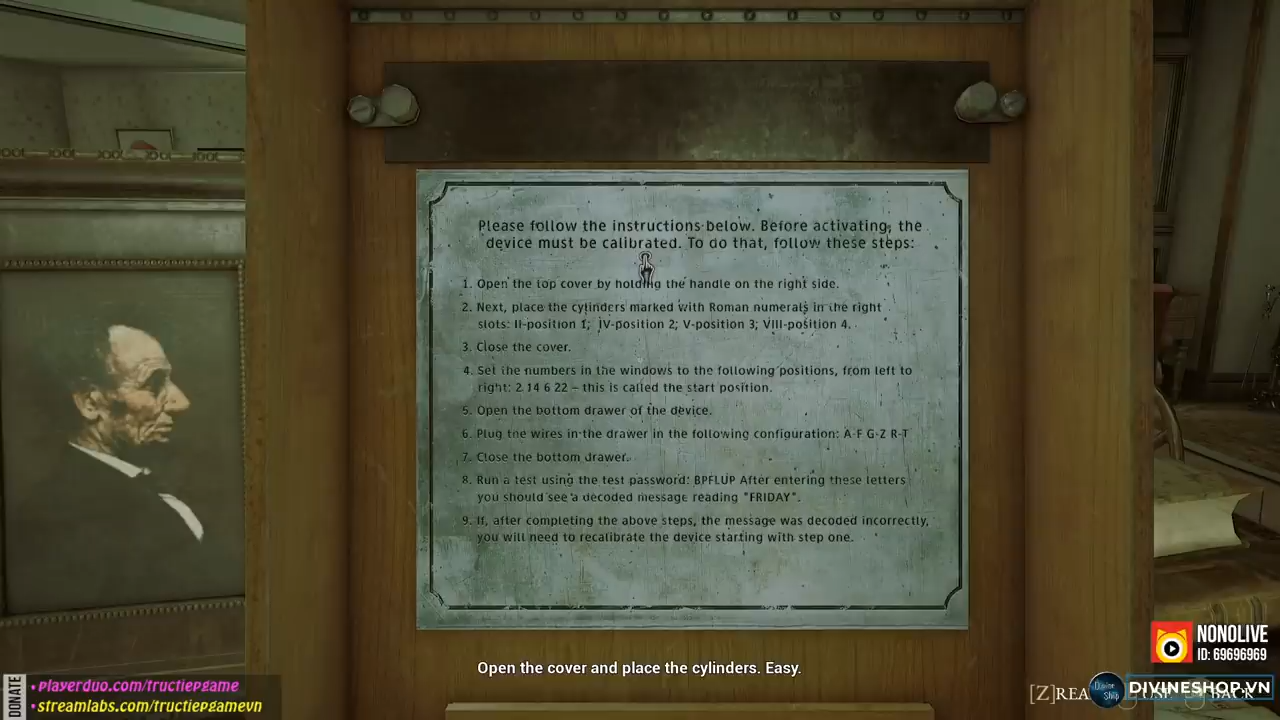 Please follow the instructions below. Before activating, the
device must be calibrated. To do that, follow these steps:
1. Open the top cover by holding the handle on the right side.
2. Next, place the cylinders marked with Roman numerals in the right
slots: II-position 1; IV-position 2; V-position 3; VIII-position 4.
3. Close the cover.
4. Set the numbers in the windows to the following positions, from left to
right: 2 14 6 22 – this is called the start position.
5. Open the bottom drawer of the device.
6. Plug the wires in the drawer in the following configuration: A-F G-Z R-T
7. Close the bottom drawer.
8. Run a test using the test password: BPFLUP After entering these letters
you should see a decoded message reading "FRIDAY".
9. If, after completing the above steps, the message was decoded incorrectly,
you will need to recalibrate the device starting with step one.
Open the cover and place the cylinders. Easy.
NONOLIVE
ID: 69696969
DONATE
• playerduo.com/tructiepgame
• streamlabs.com/tructiepgamevn
[Z]REA
Divine Shop
DIVINESHOP.VN
BACK